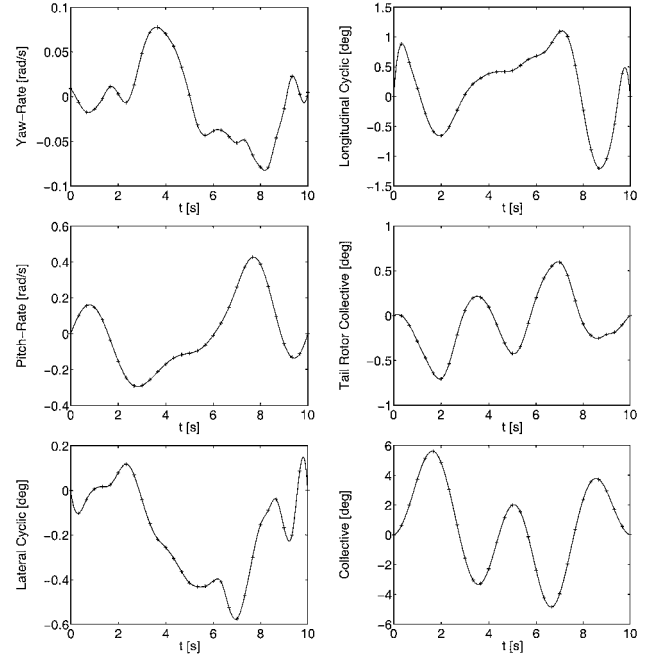 0.1
0.05
0
−0.05
−0.1
Yaw−Rate [rad/s]
0 2 4 6 8 10
t [s]
1.5
1
0.5
0
−0.5
−1
−1.5
Longitudinal Cyclic [deg]
0 2 4 6 8 10
t [s]
0.6
0.4
0.2
0
−0.2
−0.4
Pitch−Rate [rad/s]
0 2 4 6 8 10
t [s]
1
0.5
0
−0.5
−1
Tail Rotor Collective [deg]
0 2 4 6 8 10
t [s]
0.2
0
−0.2
−0.4
−0.6
Lateral Cyclic [deg]
0 2 4 6 8 10
t [s]
6
4
2
0
−2
−4
−6
Collective [deg]
0 2 4 6 8 10
t [s]